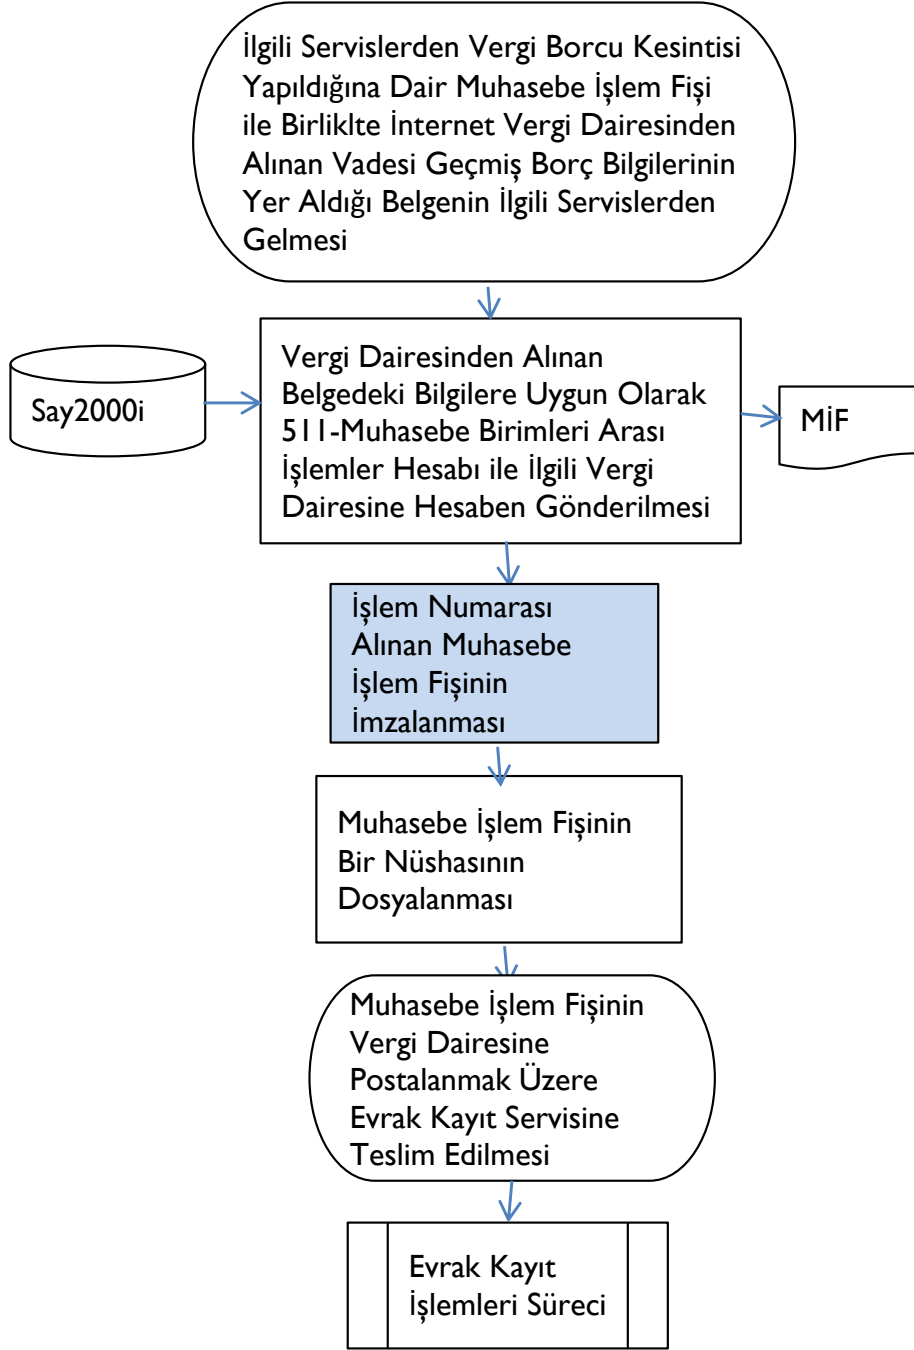 İlgili Servislerden Vergi Borcu Kesintisi
Yapıldığına Dair Muhasebe İşlem Fişi
ile Birliklte İnternet Vergi Dairesinden
Alınan Vadesi Geçmiş Borç Bilgilerinin
Yer Aldığı Belgenin İlgili Servislerden
Gelmesi
Say2000i
Vergi Dairesinden Alınan
Belgedeki Bilgilere Uygun Olarak
511-Muhasebe Birimleri Arası
İşlemler Hesabı ile İlgili Vergi
Dairesine Hesaben Gönderilmesi
MİF
İşlem Numarası
Alınan Muhasebe
İşlem Fişinin
İmzalanması
Muhasebe İşlem Fişinin
Bir Nüshasının
Dosyalanması
Muhasebe İşlem Fişinin
Vergi Dairesine
Postalanmak Üzere
Evrak Kayıt Servisine
Teslim Edilmesi
Evrak Kayıt
İşlemleri Süreci